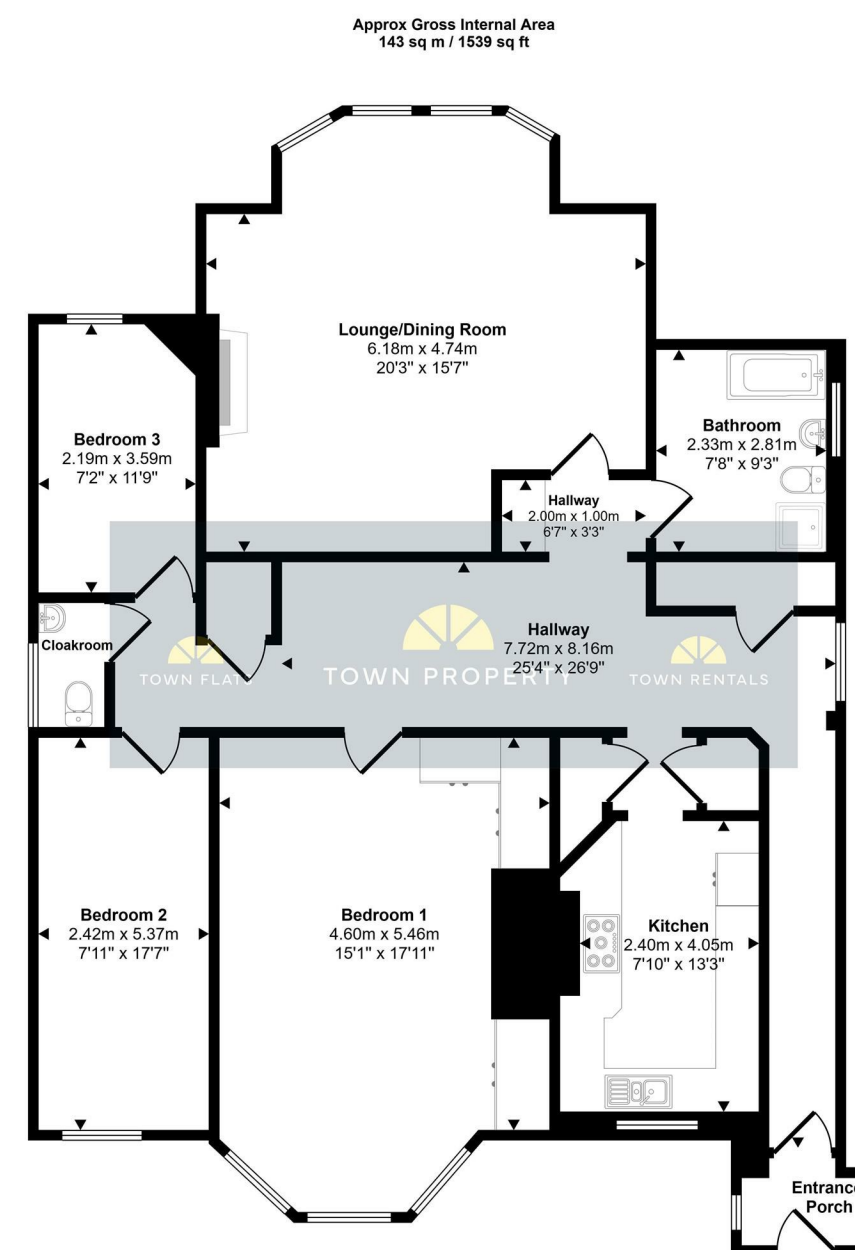 Approx Gross Internal Area
143 sq m / 1539 sq ft
Lounge/Dining Room
6.18m x 4.74m
20'3" x 15'7"
Bedroom 3
2.19m x 3.59m
7'2" x 11'9"
Bathroom
2.33m x 2.81m
7'8" x 9'3"
Hallway
2.00m x 1.00m
6'7" x 3'3"
Cloakroom
Hallway
7.72m x 8.16m
25'4" x 26'9"
TOWN FLATS
TOWN PROPERTY
TOWN RENTALS
Bedroom 2
2.42m x 5.37m
7'11" x 17'7"
Bedroom 1
4.60m x 5.46m
15'1" x 17'11"
Kitchen
2.40m x 4.05m
7'10" x 13'3"
Entrance
Porch